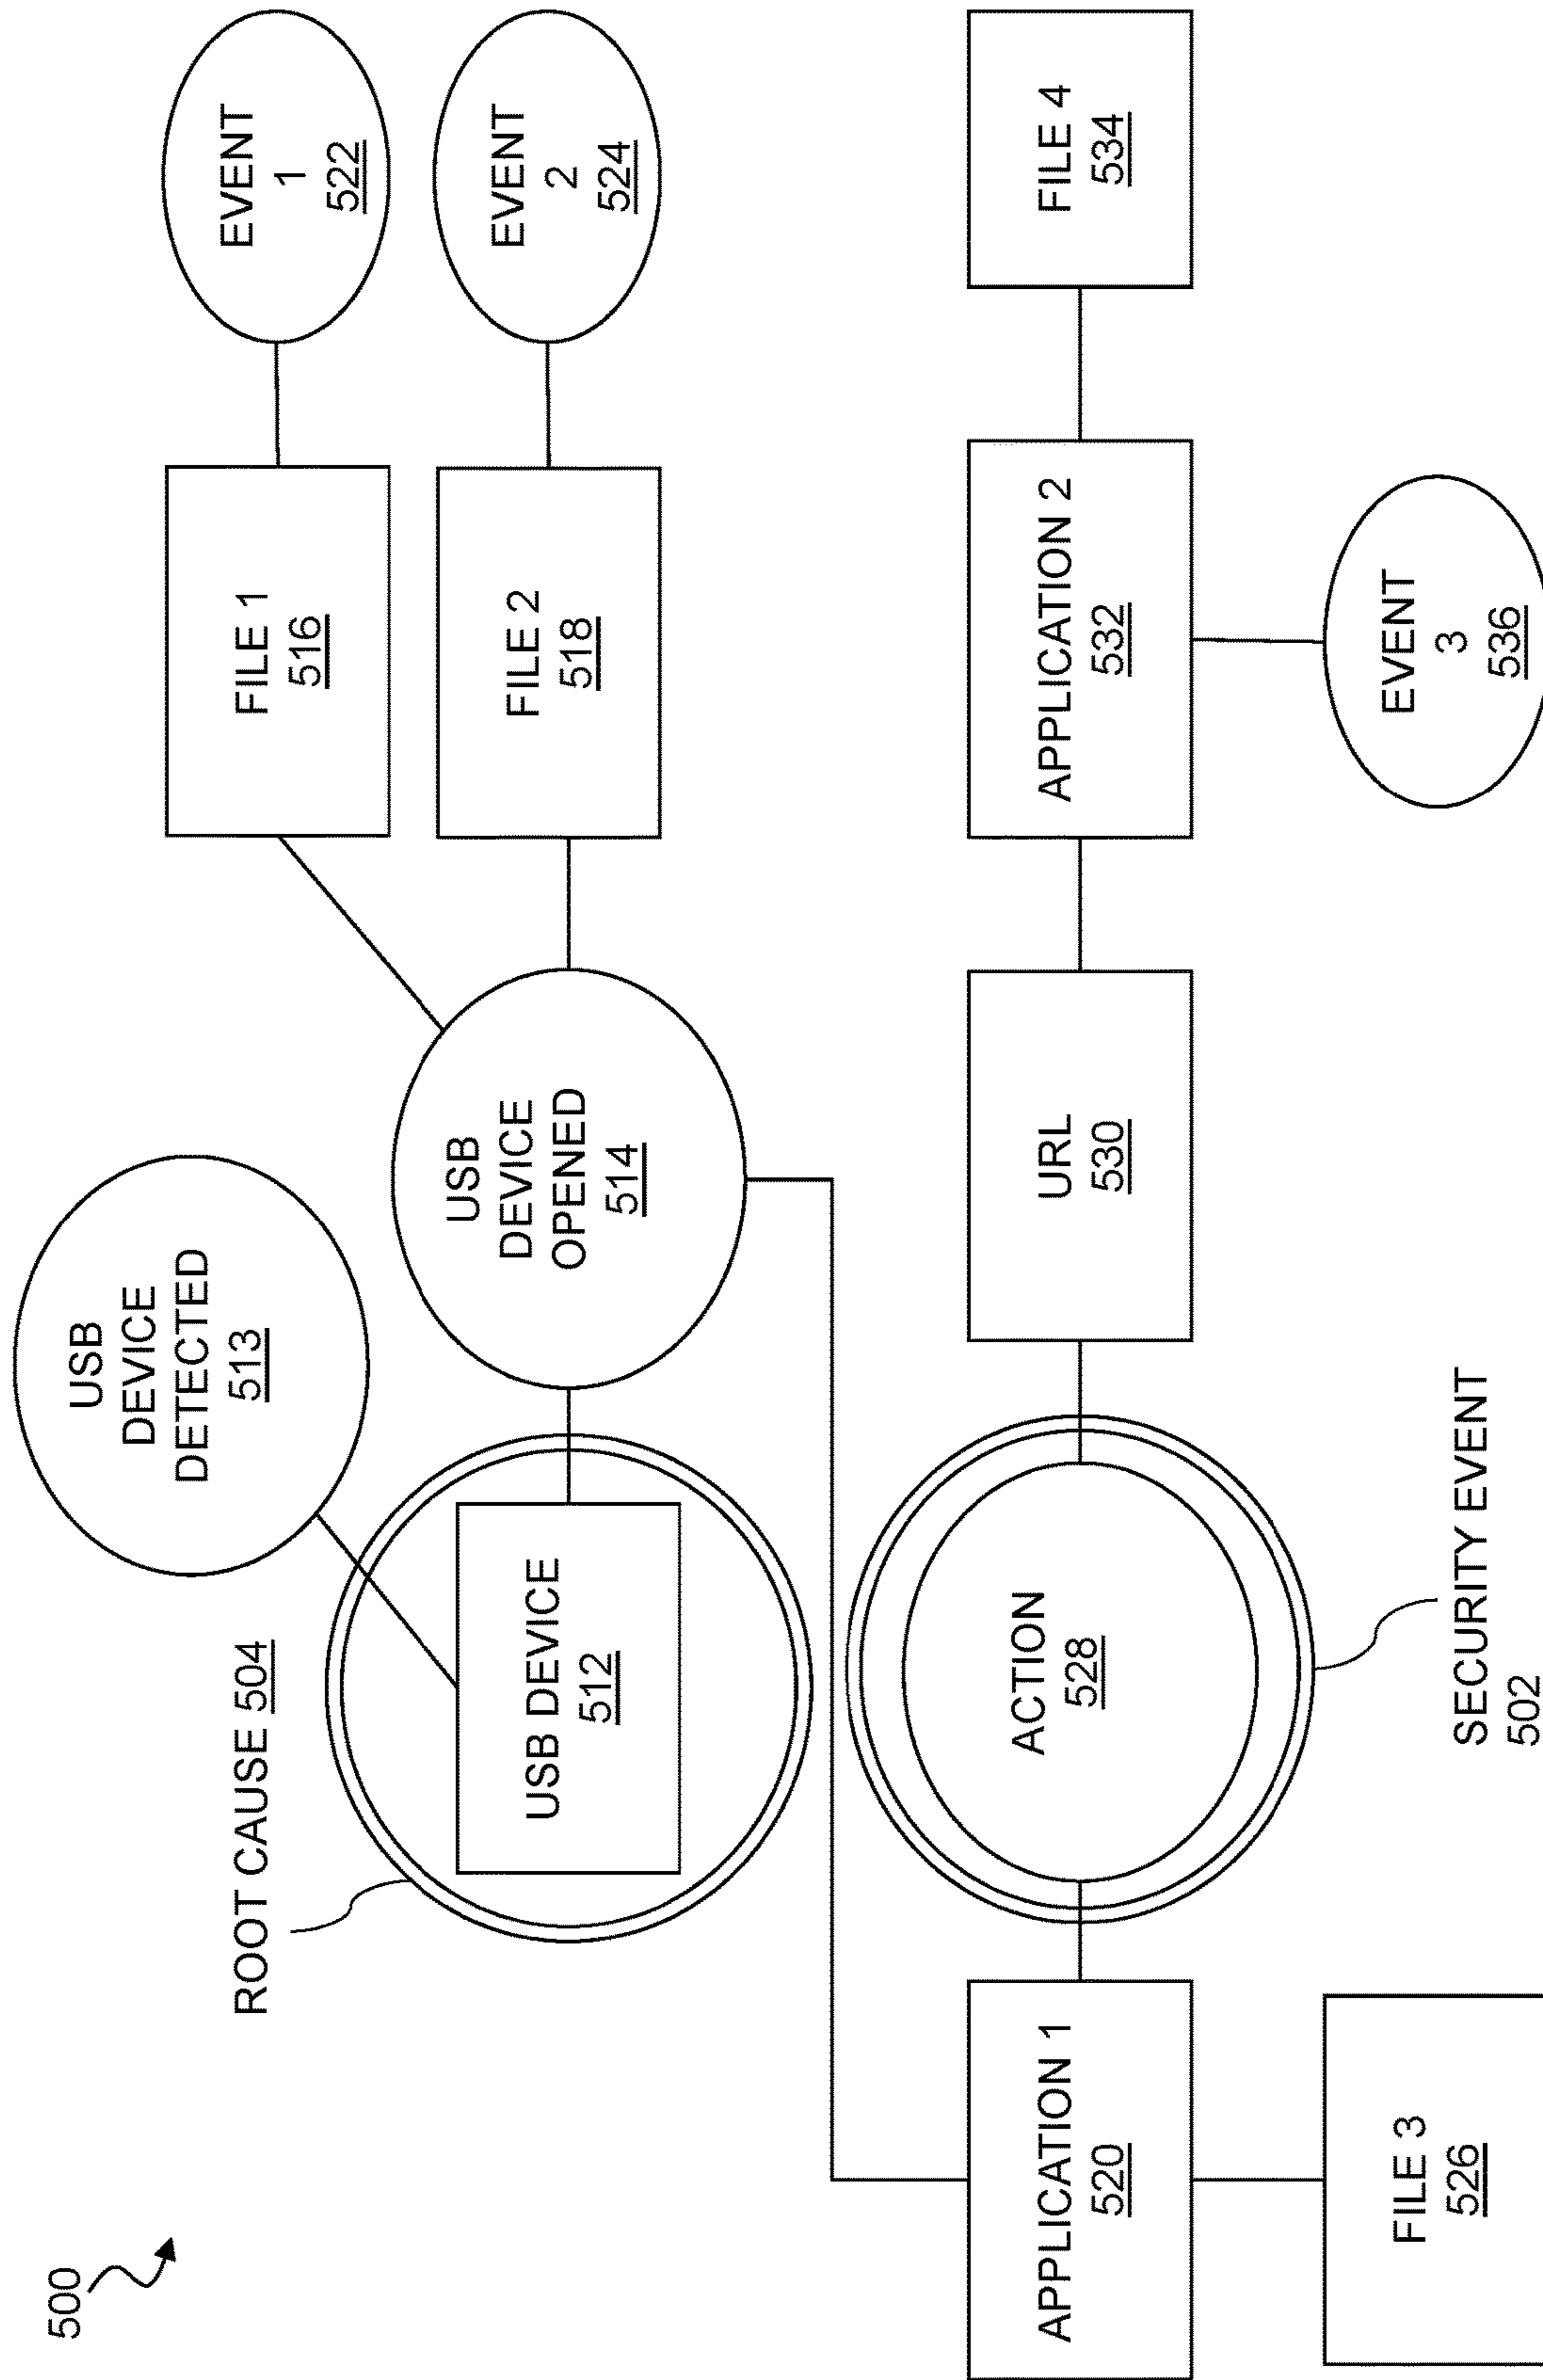 500
ROOT CAUSE 504
USB
DEVICE
DETECTED
513
USB DEVICE
512
USB
DEVICE
OPENED
514
FILE 1
516
EVENT
1
522
FILE 2
518
EVENT
2
524
APPLICATION 1
520
ACTION
528
URL
530
APPLICATION 2
532
FILE 4
534
FILE 3
526
SECURITY EVENT
502
EVENT
3
536